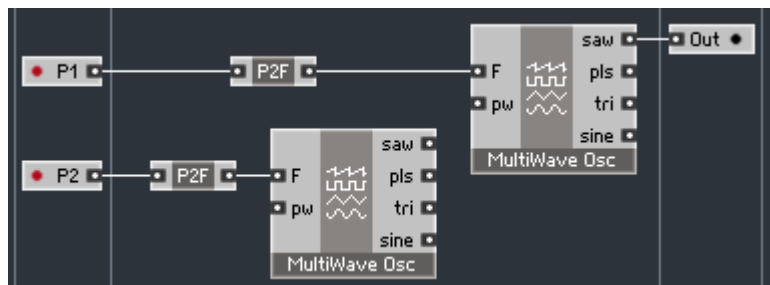 saw
Out
P1
P2F
F
pls
pw
tri
sine
MultiWave Osc
saw
P2
P2F
F
pls
pw
tri
sine
MultiWave Osc